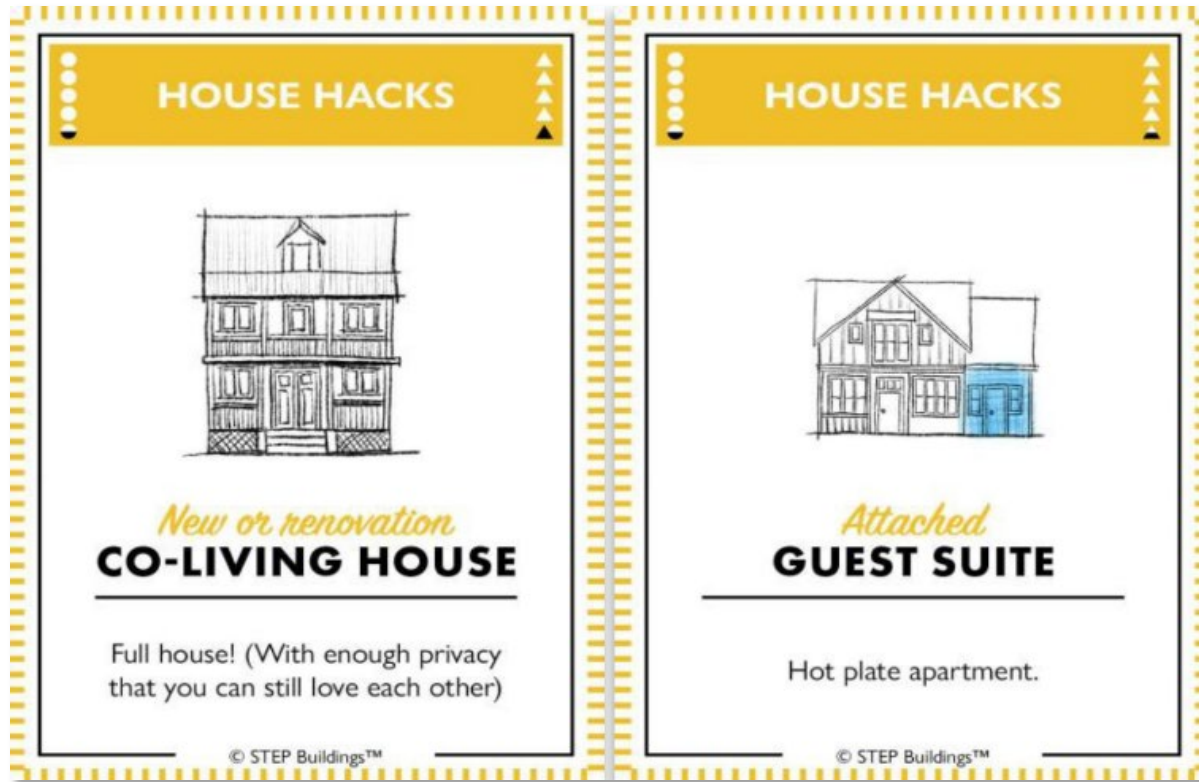 HOUSE HACKS
New or renovation
CO-LIVING HOUSE
Full house! (With enough privacy
that you can still love each other)
© STEP Buildings™
HOUSE HACKS
Attached
GUEST SUITE
Hot plate apartment.
© STEP Buildings™